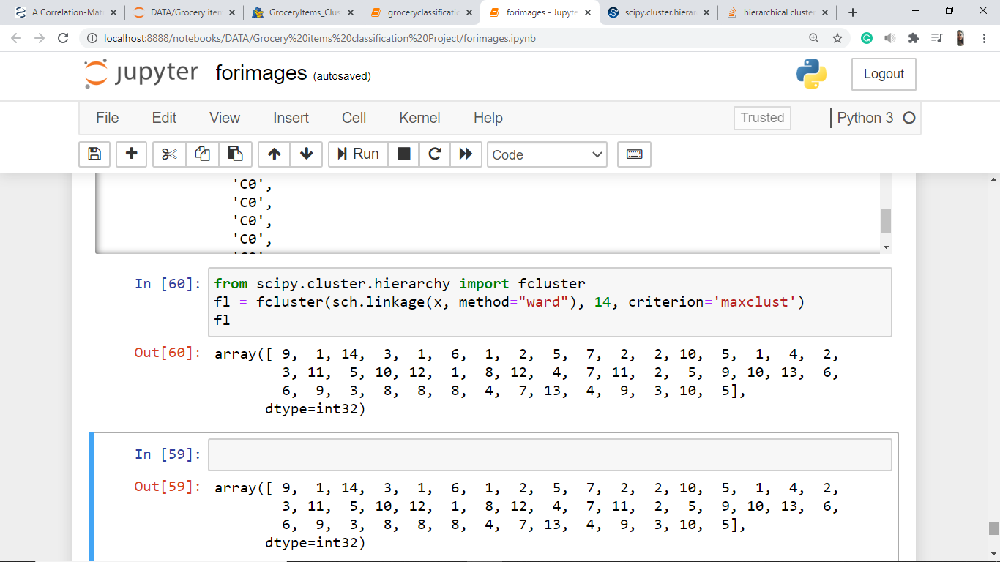 A Correlation-Mat
DATA/Grocery item
GroceryItems_Clus
groceryclassificatio
forimages - Jupyte
scipy.cluster.hierar
hierarchical cluster
localhost:8888/notebooks/DATA/Grocery%20items%20classification%20Project/forimages.ipynb
jupyter forimages (autosaved)
Logout
File Edit View Insert Cell Kernel Help
Trusted
Python 3
Run
Code
'C0',
'C0',
'C0',
'C0',
In [60]: from scipy.cluster.hierarchy import fcluster
fl = fcluster(sch.linkage(x, method="ward"), 14, criterion='maxclust')
fl
Out[60]: array([ 9, 1, 14, 3, 1, 6, 1, 2, 5, 7, 2, 2, 10, 5, 1, 4, 2,
3, 11, 5, 10, 12, 1, 8, 12, 4, 7, 11, 2, 5, 9, 10, 13, 6,
6, 9, 3, 8, 8, 8, 4, 7, 13, 4, 9, 3, 10, 5],
dtype=int32)
In [59]:
Out[59]: array([ 9, 1, 14, 3, 1, 6, 1, 2, 5, 7, 2, 2, 10, 5, 1, 4, 2,
3, 11, 5, 10, 12, 1, 8, 12, 4, 7, 11, 2, 5, 9, 10, 13, 6,
6, 9, 3, 8, 8, 8, 4, 7, 13, 4, 9, 3, 10, 5],
dtype=int32)